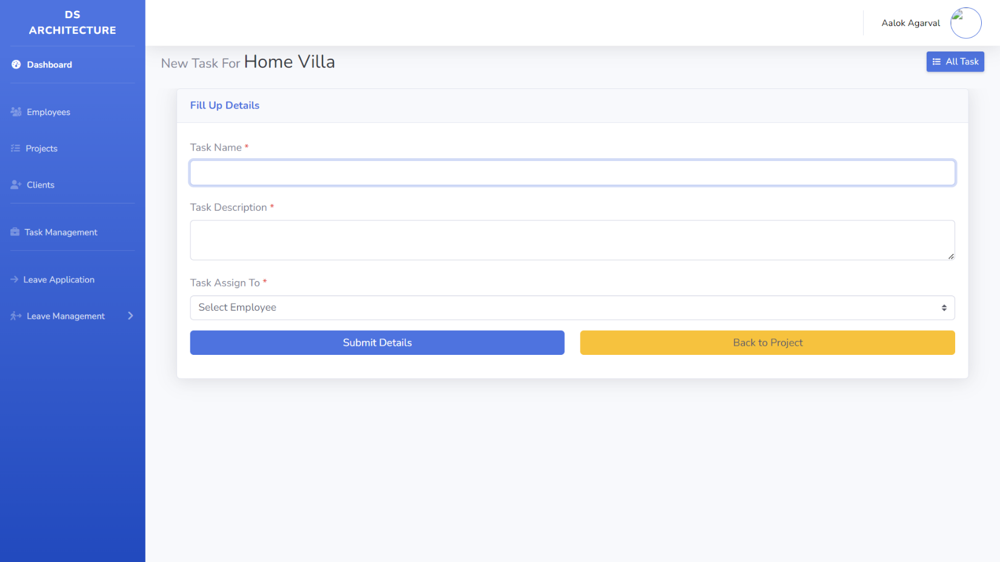 DS
ARCHITECTURE
Dashboard
Employees
Projects
Clients
Task Management
Leave Application
Leave Management
Aalok Agarval
New Task For Home Villa
All Task
Fill Up Details
Task Name *
Task Description *
Task Assign To *
Select Employee
Submit Details
Back to Project